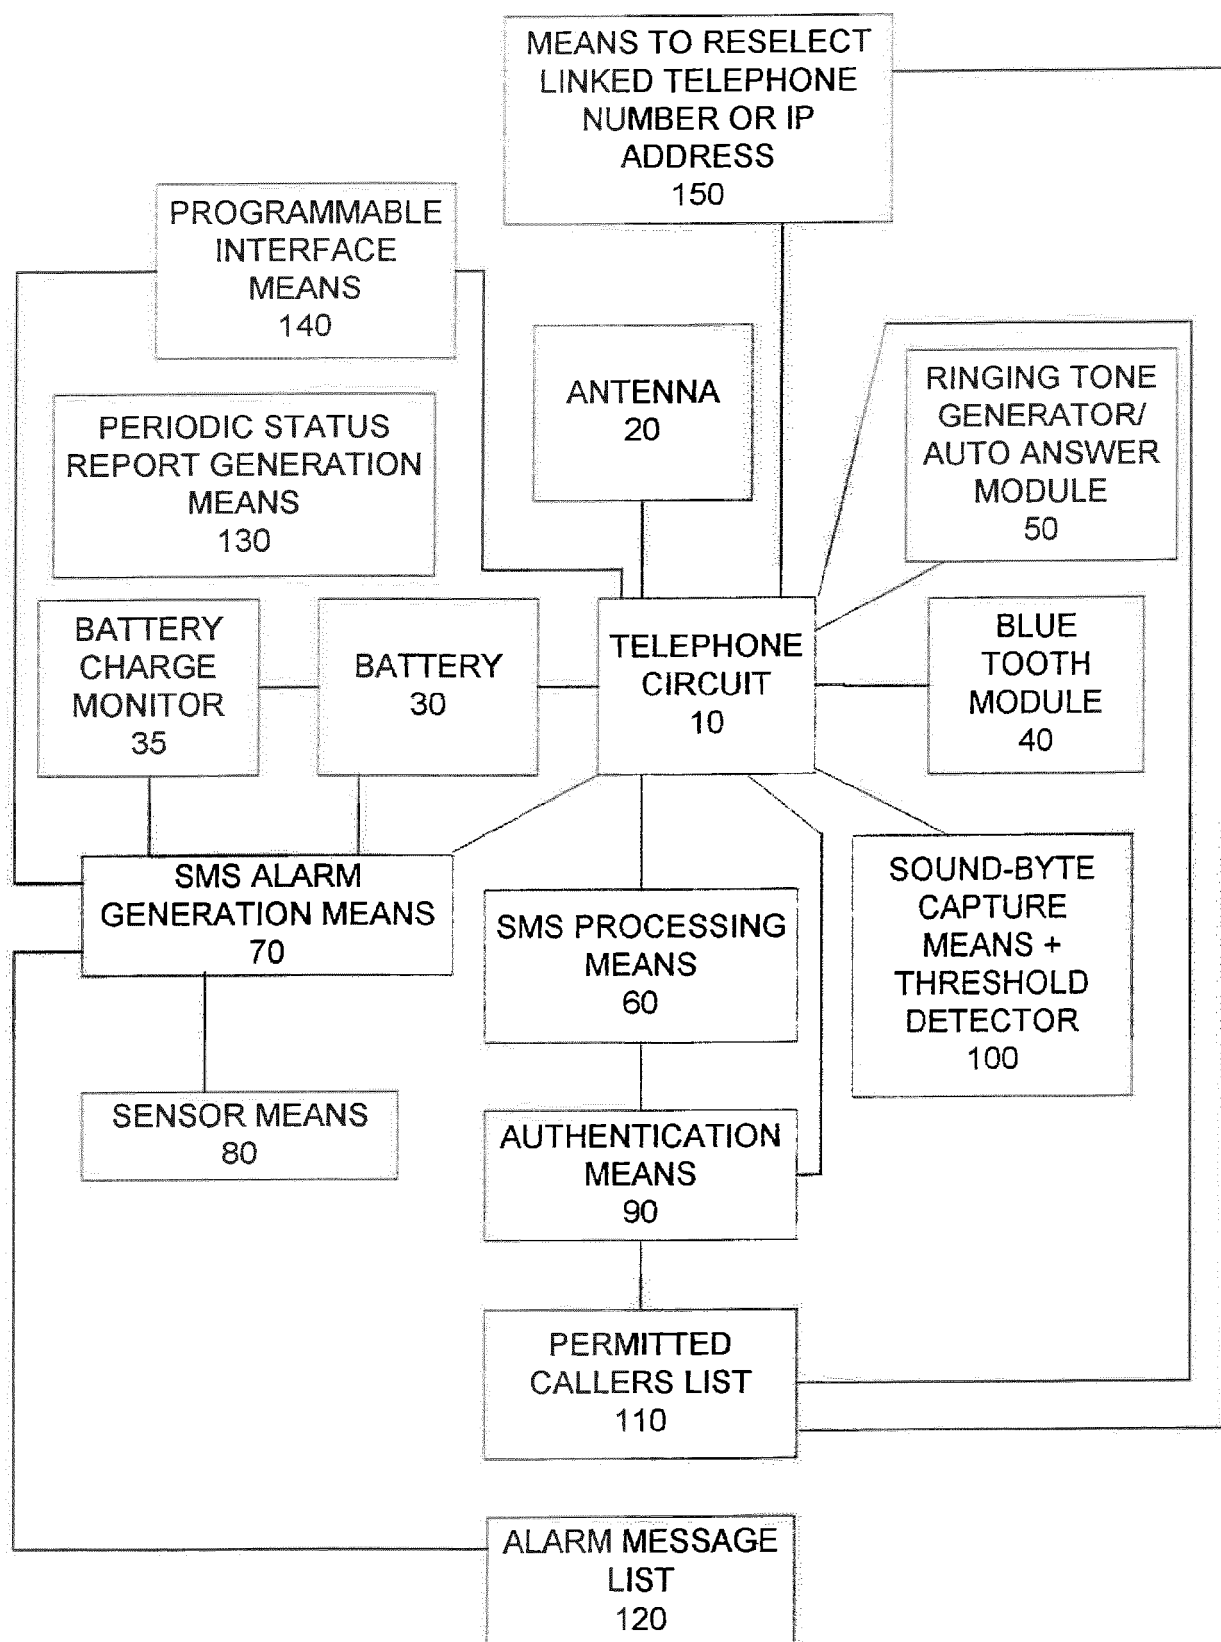 MEANS TO RESELECT
LINKED TELEPHONE
NUMBER OR IP
ADDRESS
150
PROGRAMMABLE
INTERFACE
MEANS
140
ANTENNA
20
RINGING TONE
GENERATOR/
AUTO ANSWER
MODULE
50
PERIODIC STATUS
REPORT GENERATION
MEANS
130
BATTERY
CHARGE
MONITOR
35
BATTERY
30
TELEPHONE
CIRCUIT
10
BLUE
TOOTH
MODULE
40
SMS ALARM
GENERATION MEANS
70
SMS PROCESSING
MEANS
60
SOUND-BYTE
CAPTURE
MEANS +
THRESHOLD
DETECTOR
100
SENSOR MEANS
80
AUTHENTICATION
MEANS
90
PERMITTED
CALLERS LIST
110
ALARM MESSAGE
LIST
120